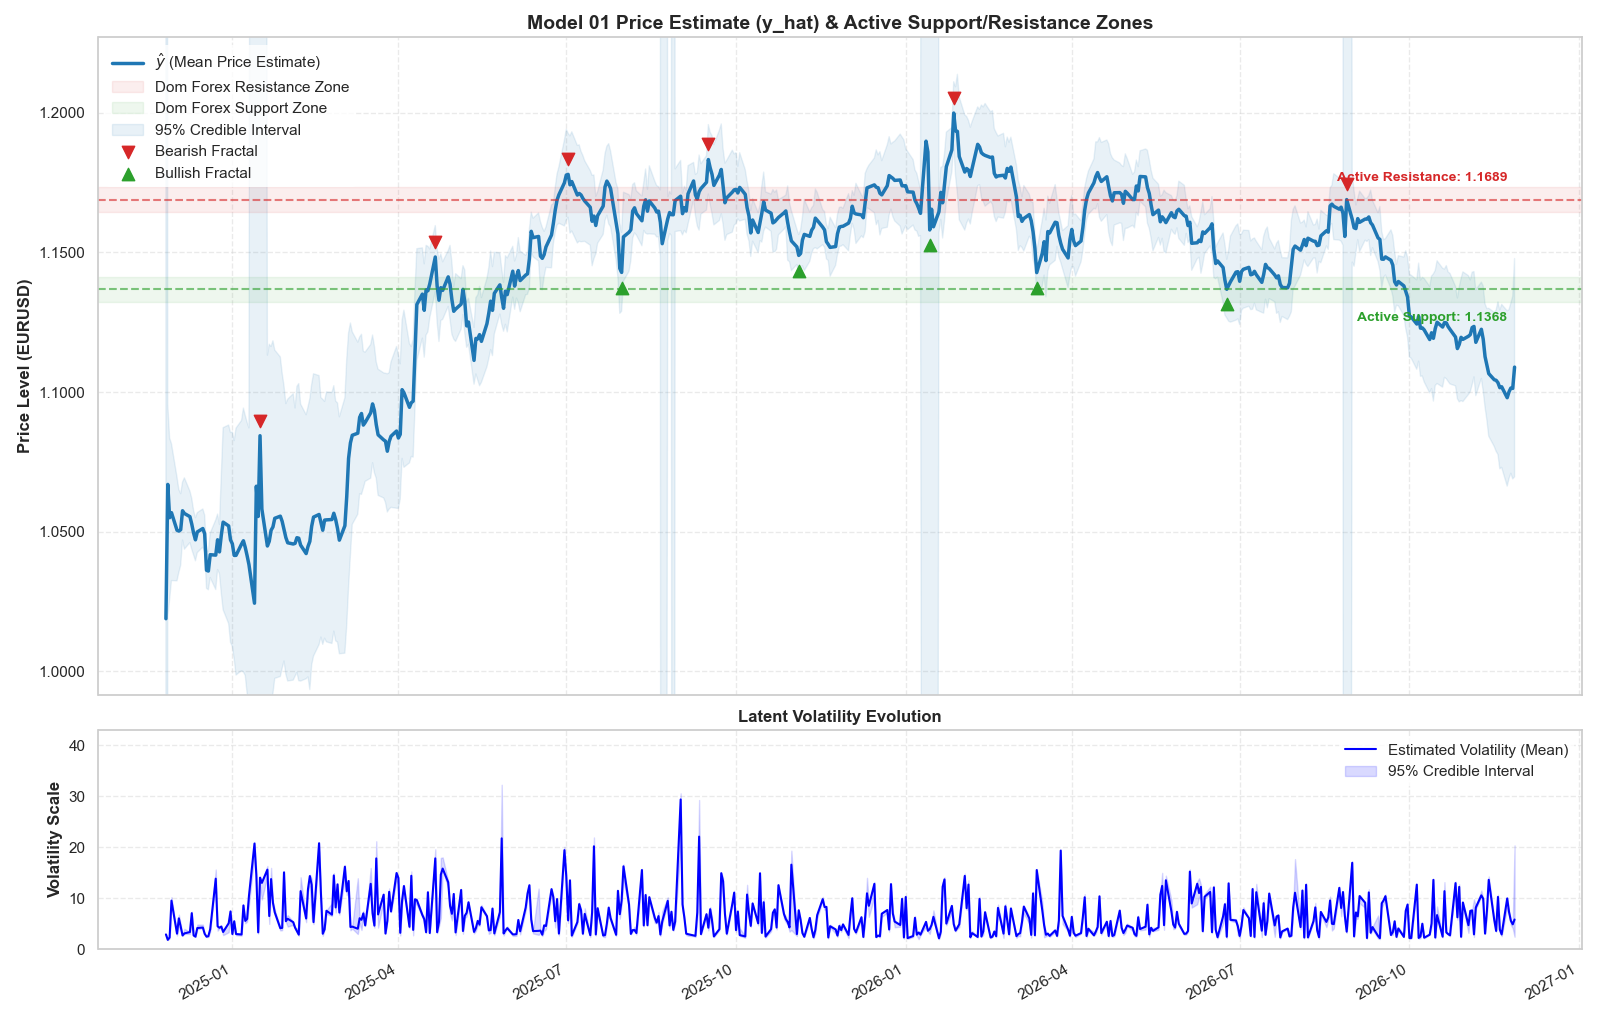 Model 01 Price Estimate (y_hat) & Active Support/Resistance Zones
ŷ (Mean Price Estimate)
Dom Forex Resistance Zone
Dom Forex Support Zone
95% Credible Interval
Bearish Fractal
Bullish Fractal
Price Level (EURUSD)
1.2000
1.1500
1.1000
1.0500
1.0000
Active Resistance: 1.1689
Active Support: 1.1368
Latent Volatility Evolution
Estimated Volatility (Mean)
95% Credible Interval
Volatility Scale
40
30
20
10
0
2025-01
2025-04
2025-07
2025-10
2026-01
2026-04
2026-07
2026-10
2027-01